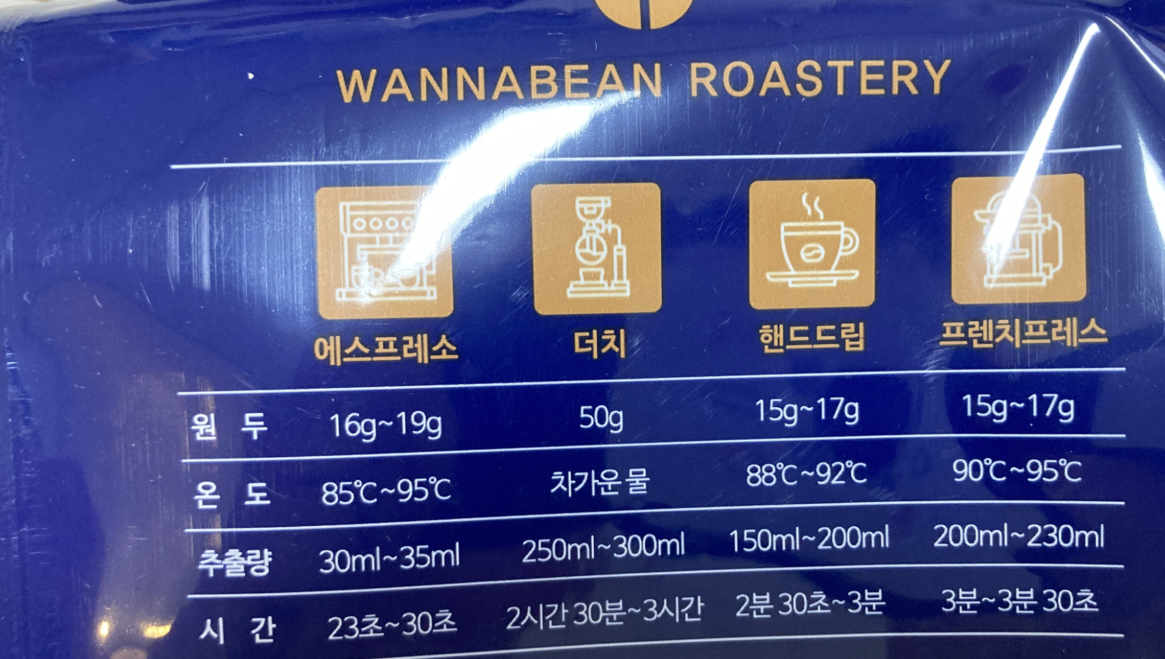 WANNABEAN ROASTERY
에스프레소 더치 핸드드립 프렌치프레스
원 두 16g~19g 50g 15g~17g 15g~17g
온 도 85℃~95℃ 차가운 물 88℃~92℃ 90℃~95℃
추출량 30ml~35ml 250ml~300ml 150ml~200ml 200ml~230ml
시 간 23초~30초 2시간 30분~3시간 2분 30초~3분 3분~3분 30초